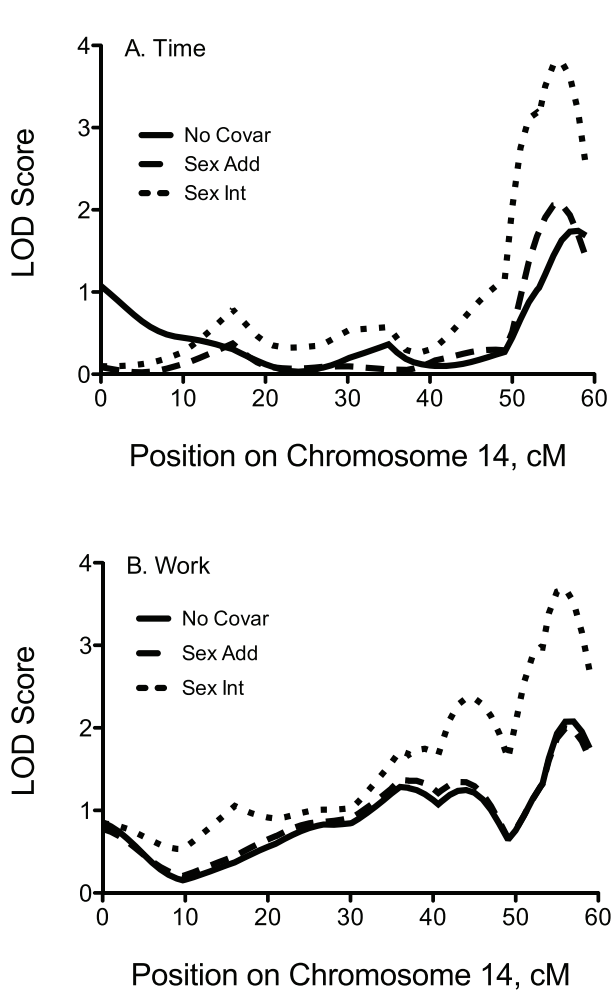 A. Time
4
3
2
1
0
LOD Score
No Covar
Sex Add
Sex Int
0 10 20 30 40 50 60
Position on Chromosome 14, cM
B. Work
4
3
2
1
0
LOD Score
No Covar
Sex Add
Sex Int
0 10 20 30 40 50 60
Position on Chromosome 14, cM